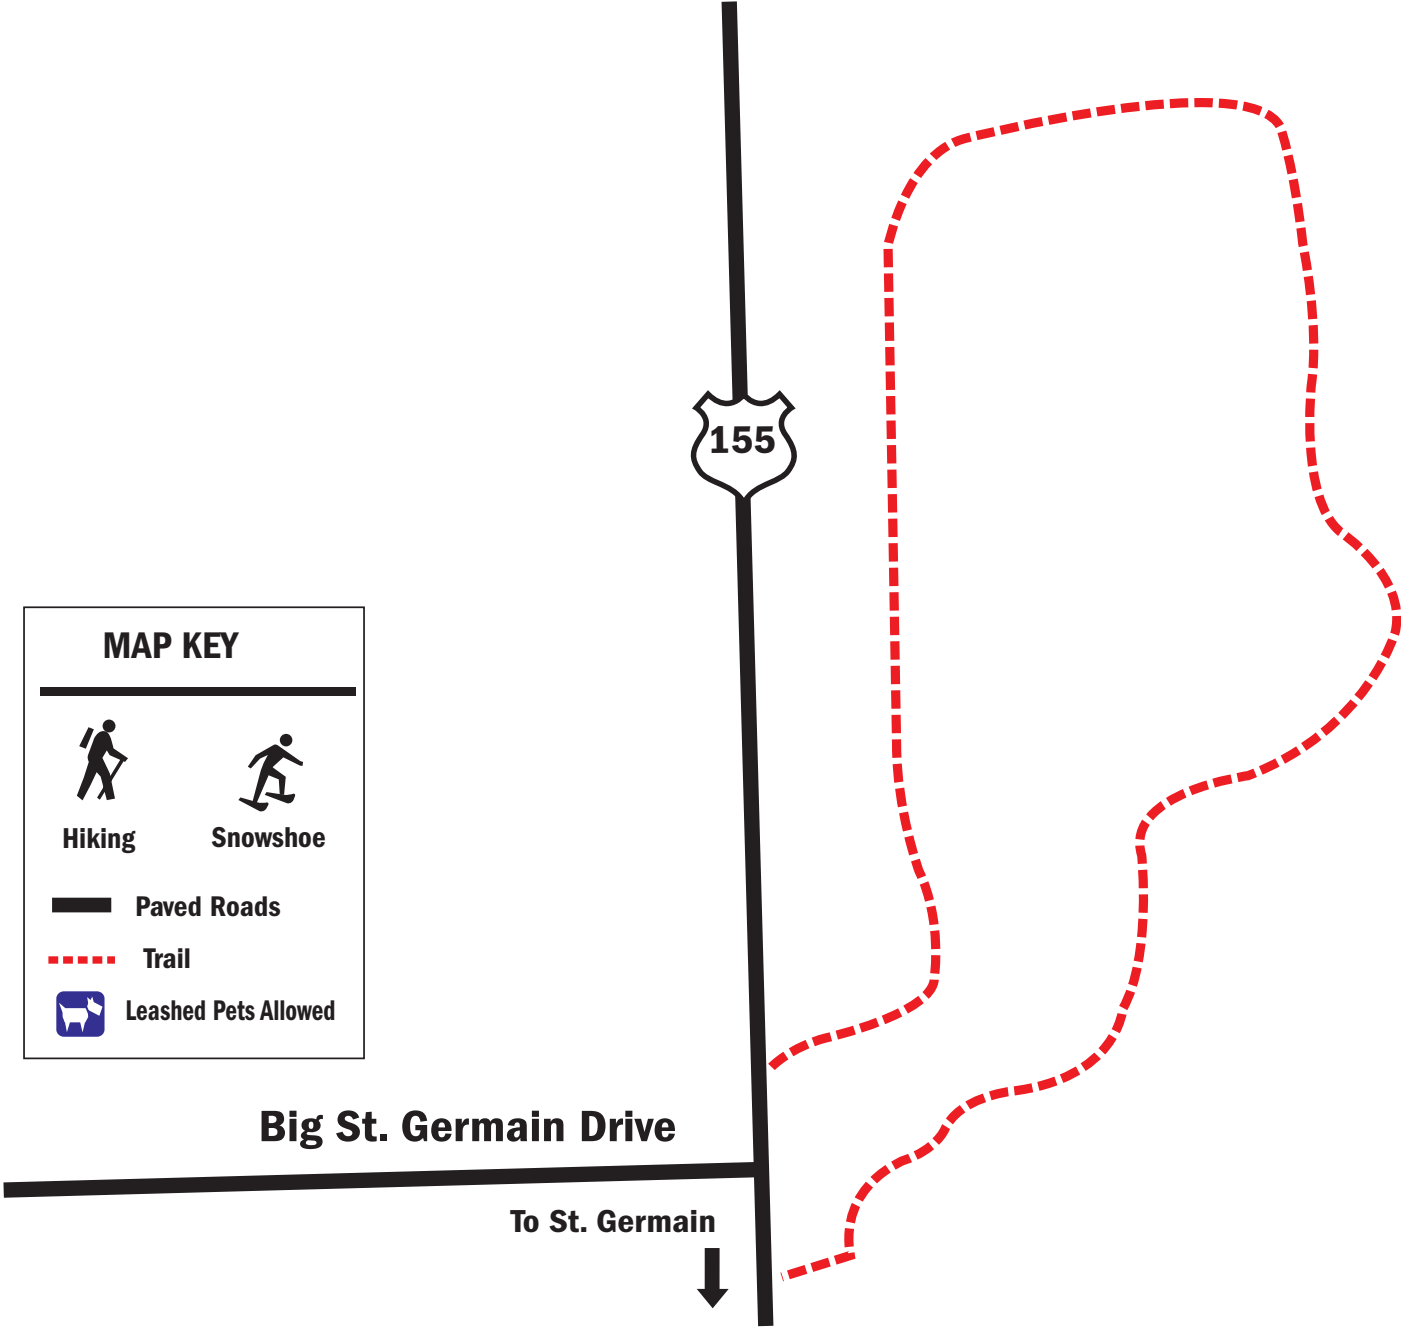 155
MAP KEY
Hiking
Snowshoe
Paved Roads
Trail
Leashed Pets Allowed
Big St. Germain Drive
To St. Germain